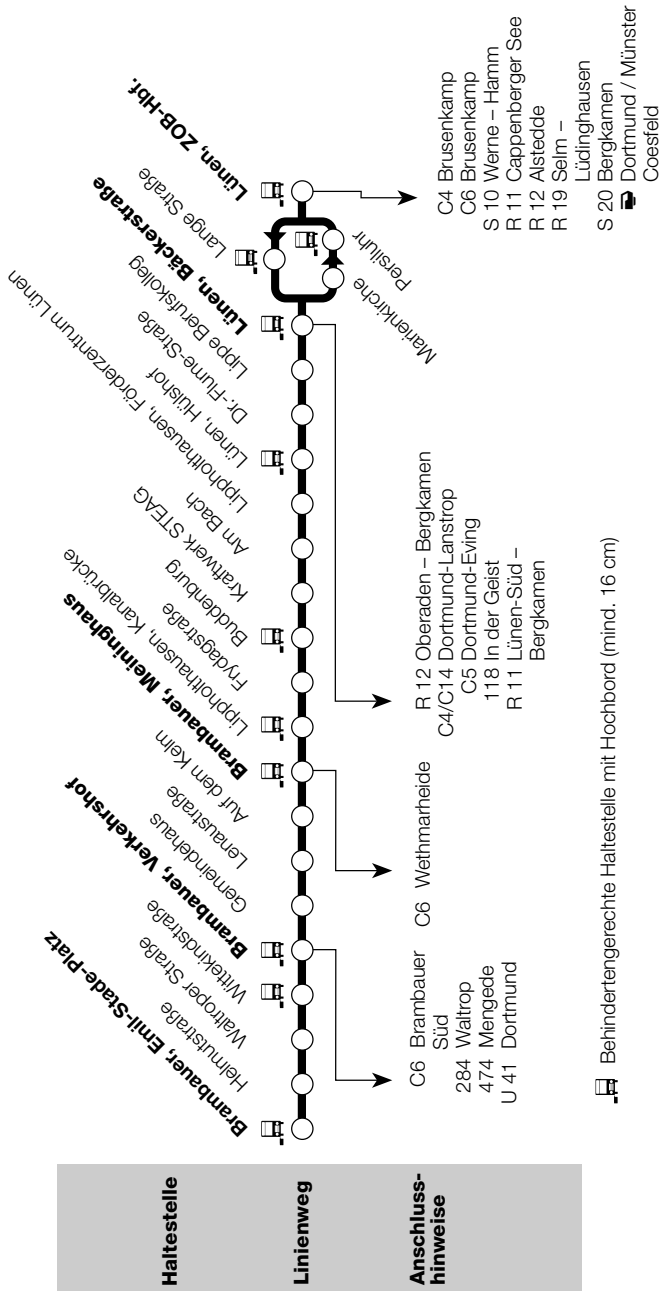 Haltestelle
Brambauer, Emil-Stade-Platz
Helmutstraße
Waltroper Straße
Wittekindstraße
Brambauer, Verkehrshof
Gemeindehaus
Lenaustraße
Auf dem Kelm
Brambauer, Meininghaus
Lippholthausen, Kanalbrücke
Frydagstraße
Buddenburg
Kraftwerk STEAG
Am Bach
Lippholthausen, Förderzentrum Lünen
Lünen, Hülshof
Dr.-Flume-Straße
Lippe Berufskolleg
Lünen, Bäckerstraße
Lange Straße
Marienkirche
Persiluhr
Lünen, ZOB-Hbf.
Linienweg
Anschluss-
hinweise
C6 Brambauer
Süd
284 Waltrop
474 Mengede
U 41 Dortmund
C6 Wethmarheide
R 12 Oberaden – Bergkamen
C4/C14 Dortmund-Lanstrop
C5 Dortmund-Eving
118 In der Geist
R 11 Lünen-Süd –
Bergkamen
C4 Brusenkamp
C6 Brusenkamp
S 10 Werne – Hamm
R 11 Cappenberger See
R 12 Alstedde
R 19 Selm –
Lüdinghausen
S 20 Bergkamen
Dortmund / Münster
Coesfeld
Behindertengerechte Haltestelle mit Hochbord (mind. 16 cm)